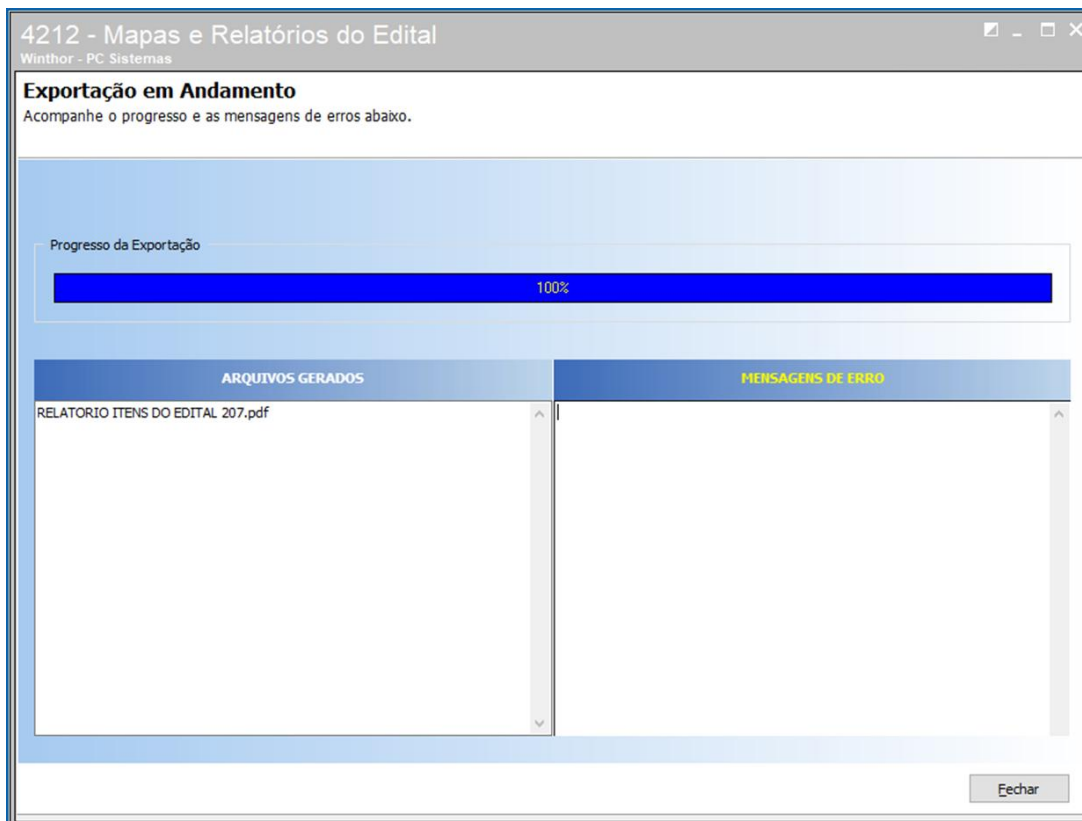 4212 - Mapas e Relatórios do Edital
Winthor - PC Sistemas
Exportação em Andamento
Acompanhe o progresso e as mensagens de erros abaixo.
Progresso da Exportação
100%
ARQUIVOS GERADOS
MENSAGENS DE ERRO
RELATORIO ITENS DO EDITAL 207.pdf
Fechar